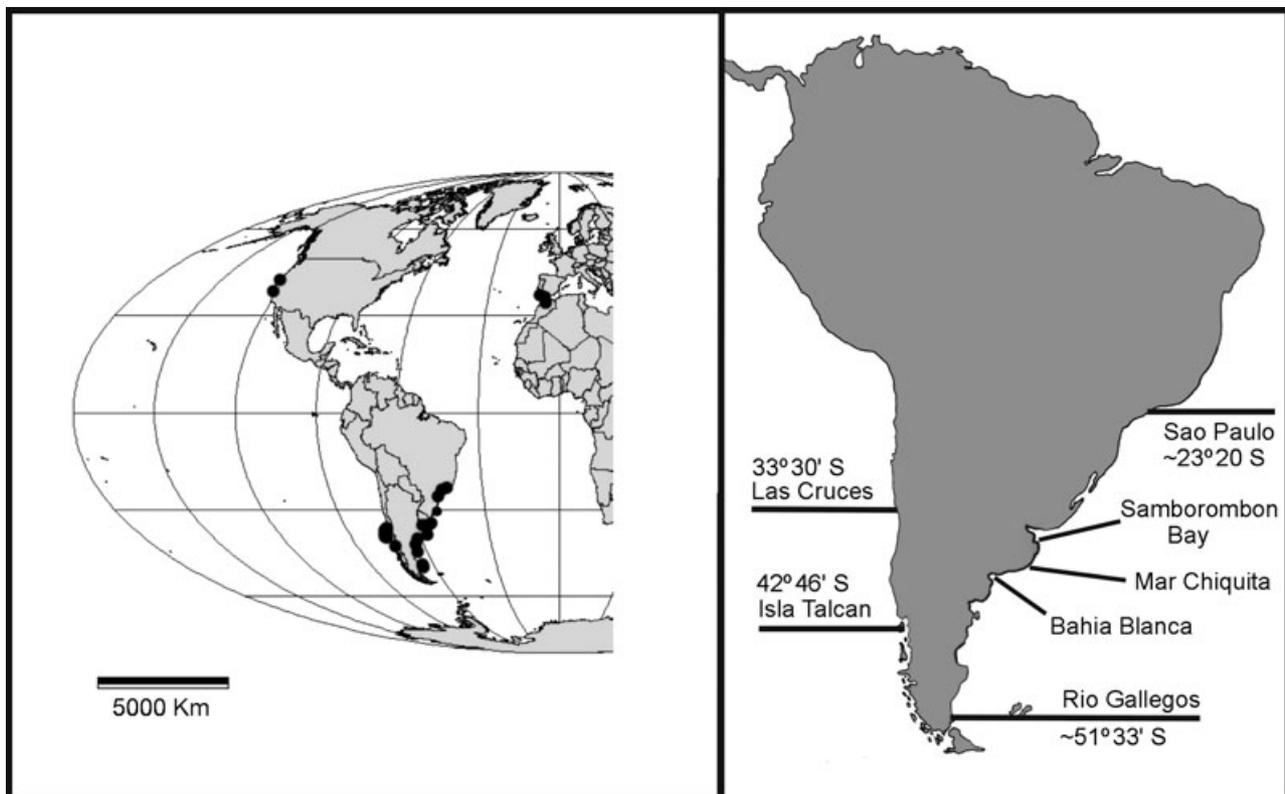 5000 Km
Sao Paulo
~23º20 S
33º30' S
Las Cruces
Samborombon
Bay
Mar Chiquita
42º46' S
Isla Talcan
Bahia Blanca
Rio Gallegos
~51º33' S